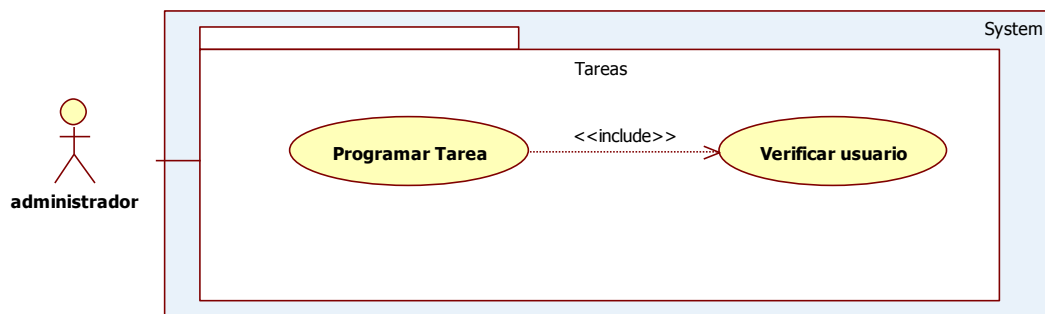 System
Tareas
<<include>>
Programar Tarea
Verificar usuario
administrador